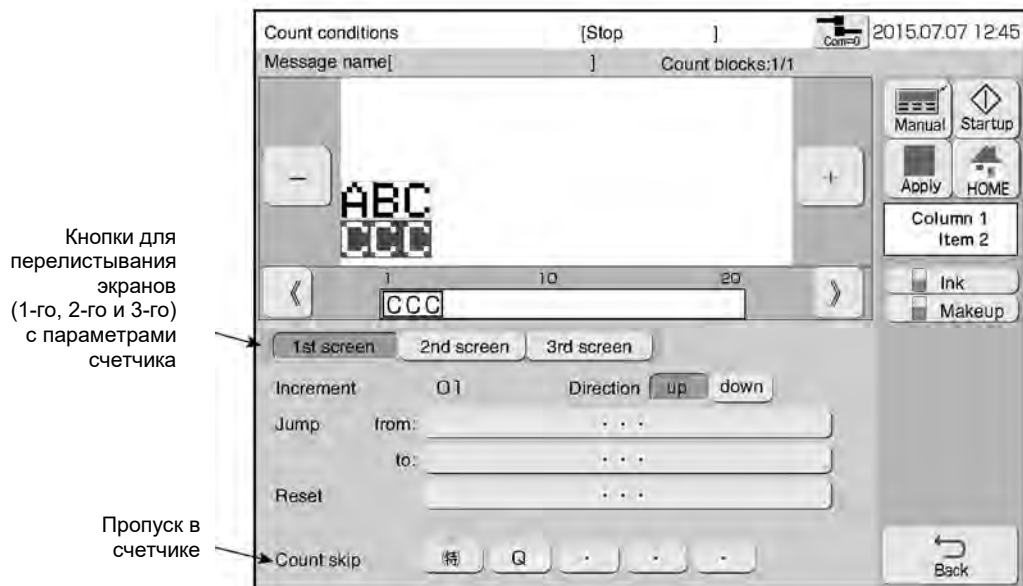 Count conditions [Stop ] Com=0 2015.07.07 12:45
Message name[ ] Count blocks:1/1
Manual Startup
− +
Apply HOME
ABC
CCC
Column 1
Item 2
1 10 20
《 CCC 》
Ink
Makeup
Кнопки для
перелистывания
экранов
(1-го, 2-го и 3-го)
с параметрами
счетчика
1st screen 2nd screen 3rd screen
Increment 01 Direction up down
Jump from: · · ·
to: · · ·
Reset · · ·
Пропуск в
счетчике
Count skip 特 Q · · ·
Back